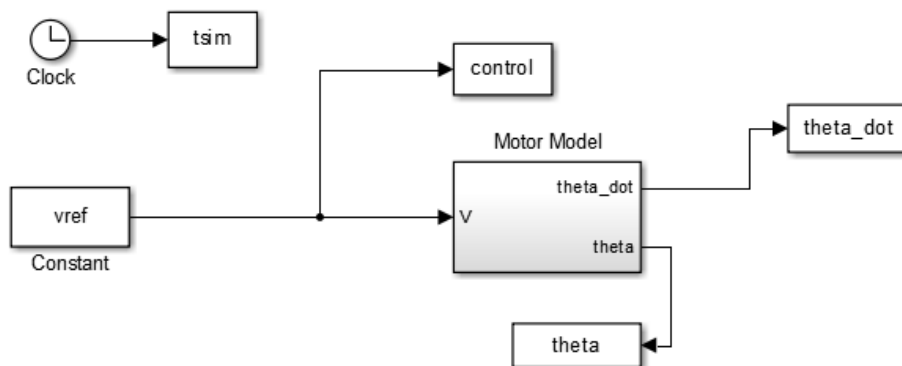 tsim
Clock
control
theta_dot
Motor Model
theta_dot
vref
V
theta
Constant
theta